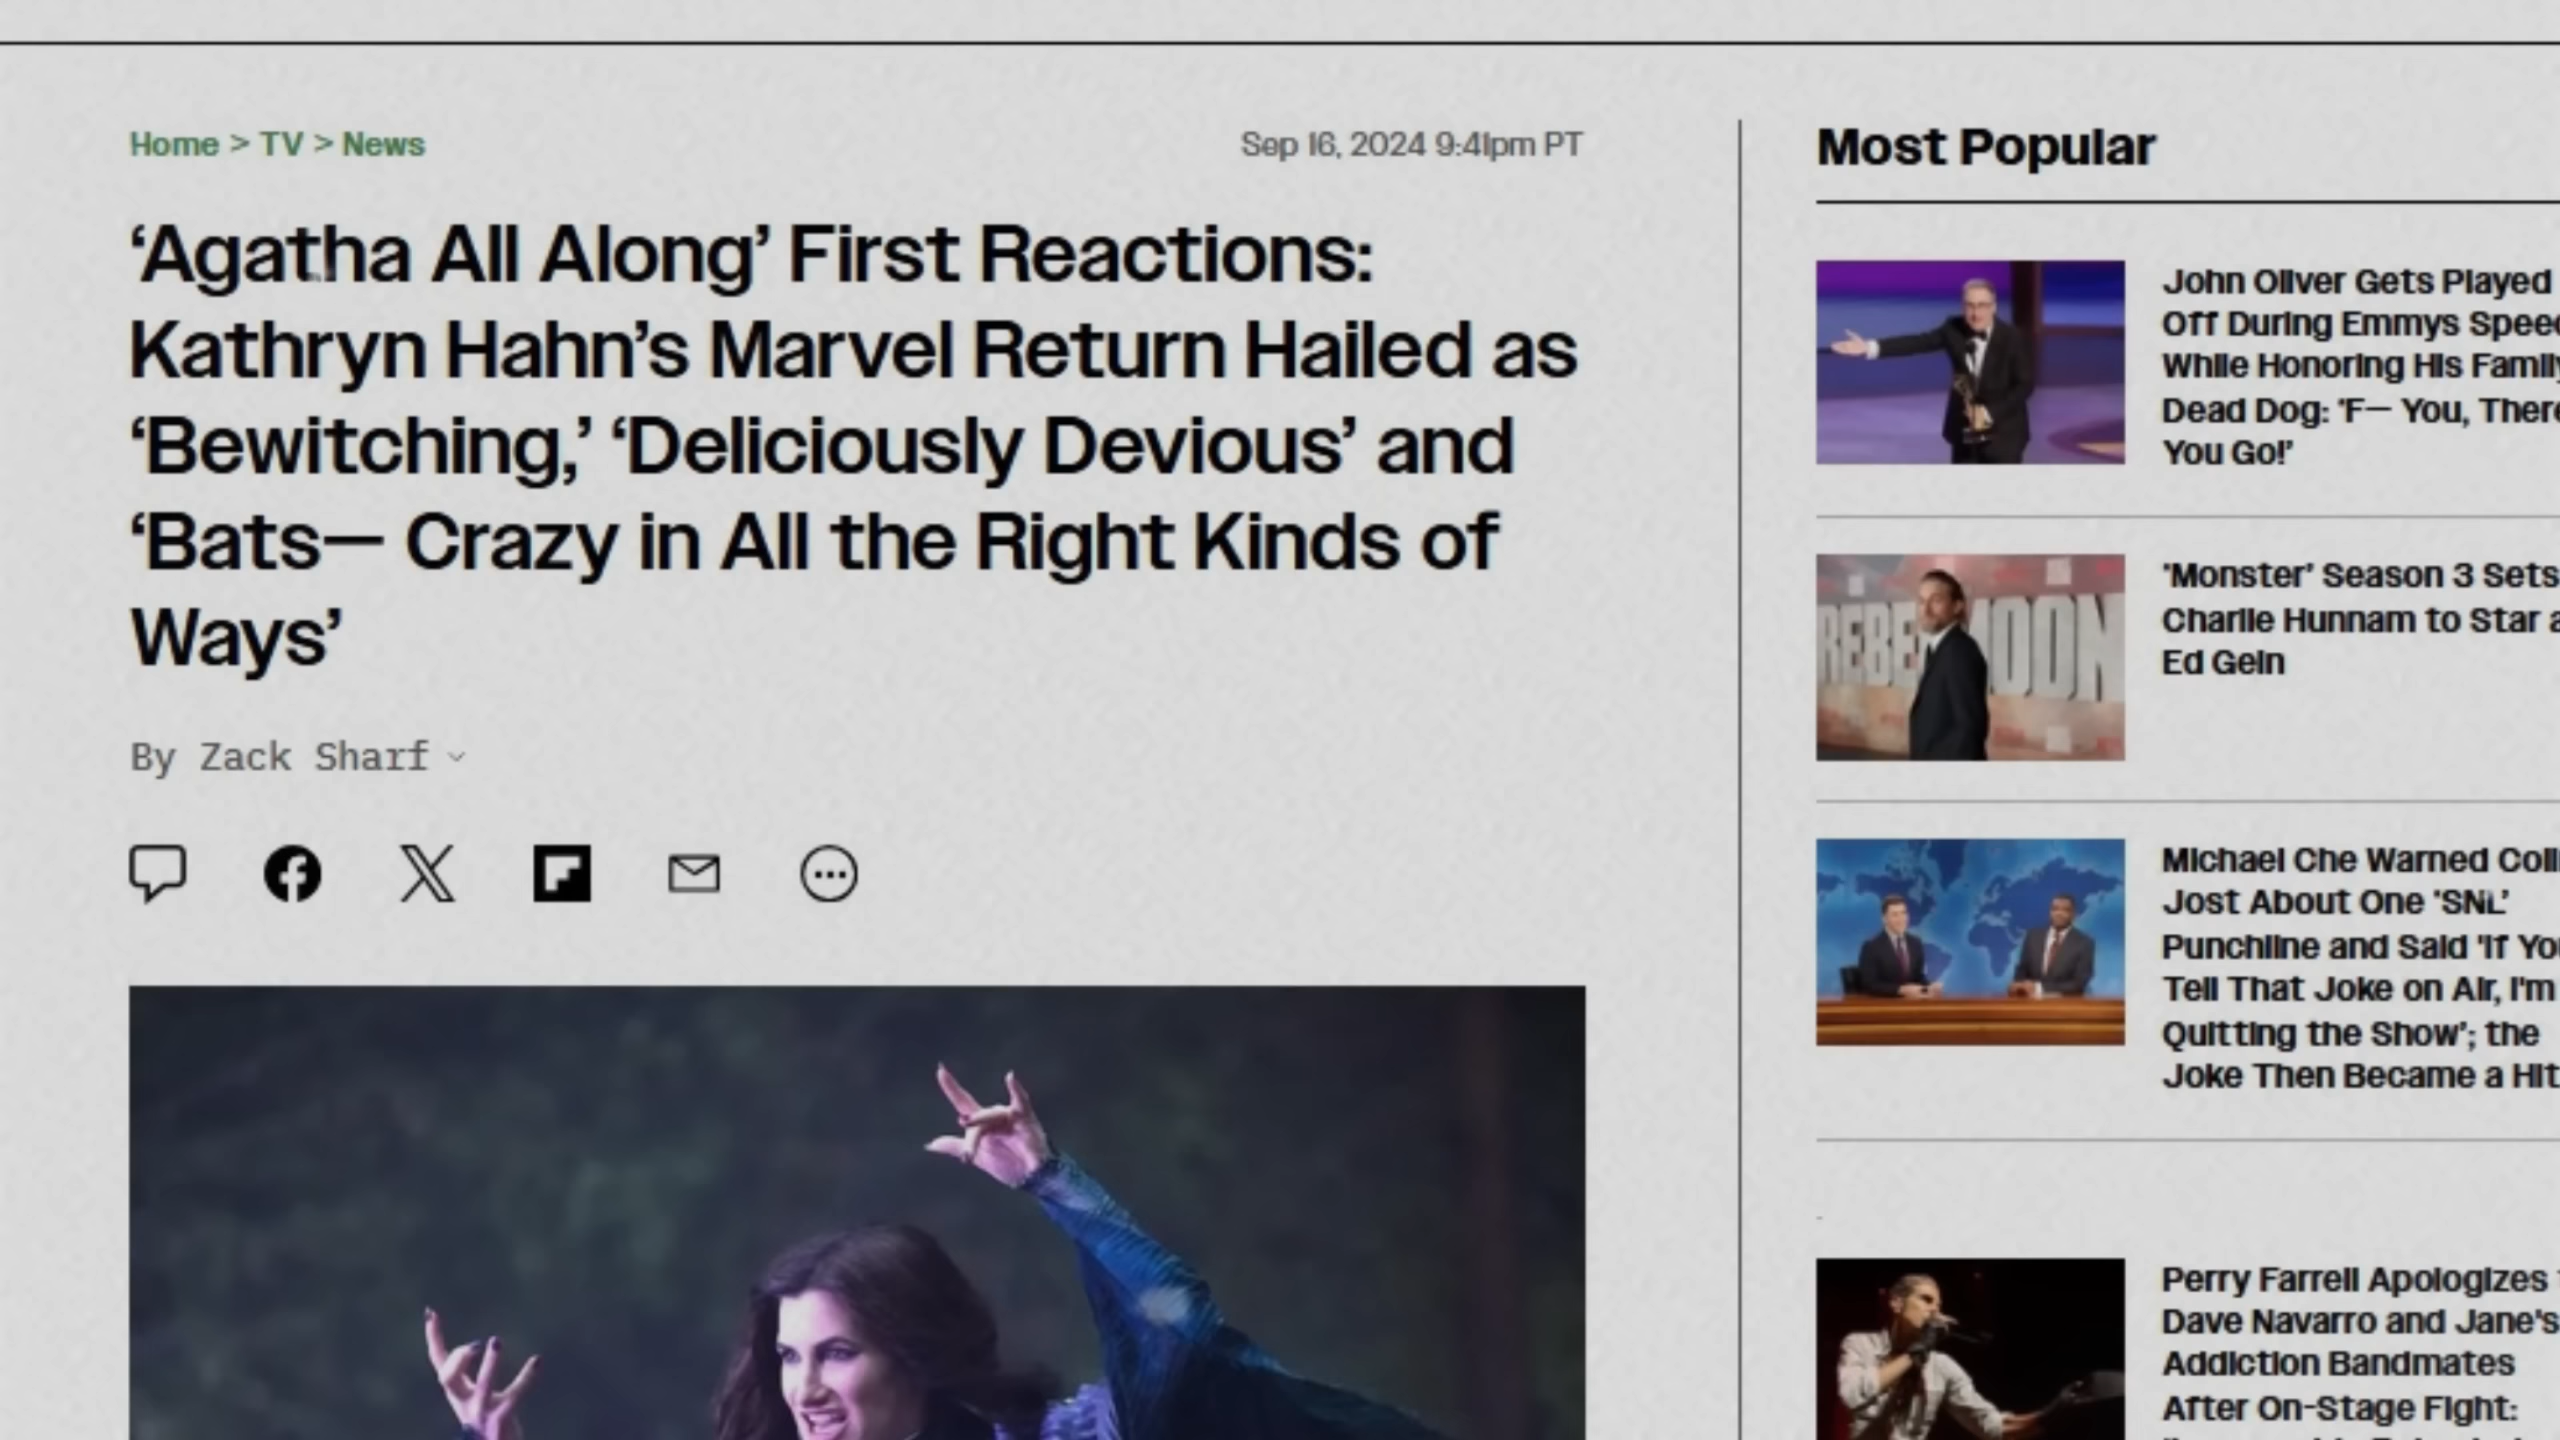 Home > TV > News
Sep 16, 2024 9:41pm PT
‘Agatha All Along’ First Reactions:
Kathryn Hahn’s Marvel Return Hailed as
‘Bewitching,’ ‘Deliciously Devious’ and
‘Bats— Crazy in All the Right Kinds of
Ways’
By Zack Sharf
Most Popular
John Oliver Gets Played
Off During Emmys
While Honoring His
Dead Dog: ‘F— You,
You Go!’
REBE MOON
‘Monster’ Season 3 Sets
Charlie Hunnam to Star
Ed Gein
Michael Che Warned
Jost About One ‘SNL’
Punchline and Said ‘If
Tell That Joke on Air, I'm
Quitting the Show’; the
Joke Then Became a Hit
Perry Farrell Apologizes
Dave Navarro and Jane's
Addiction Bandmates
After On-Stage Fight: